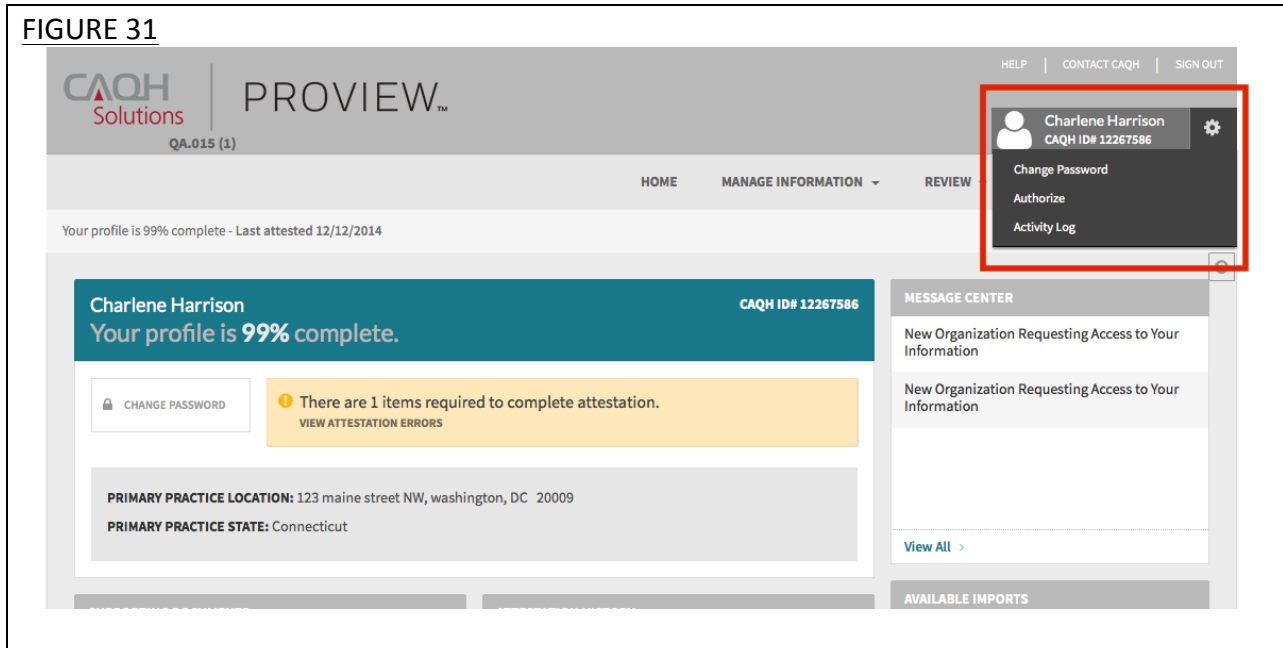 FIGURE 31
HELP | CONTACT CAQH | SIGN OUT
CAQH
Solutions
PROVIEW™
QA.015 (1)
Charlene Harrison
CAQH ID# 12267586
Change Password
Authorize
Activity Log
HOME MANAGE INFORMATION REVIEW
Your profile is 99% complete - Last attested 12/12/2014
Charlene Harrison
CAQH ID# 12267586
Your profile is 99% complete.
CHANGE PASSWORD
There are 1 items required to complete attestation.
VIEW ATTESTATION ERRORS
PRIMARY PRACTICE LOCATION: 123 maine street NW, washington, DC 20009
PRIMARY PRACTICE STATE: Connecticut
MESSAGE CENTER
New Organization Requesting Access to Your
Information
New Organization Requesting Access to Your
Information
View All >
AVAILABLE IMPORTS